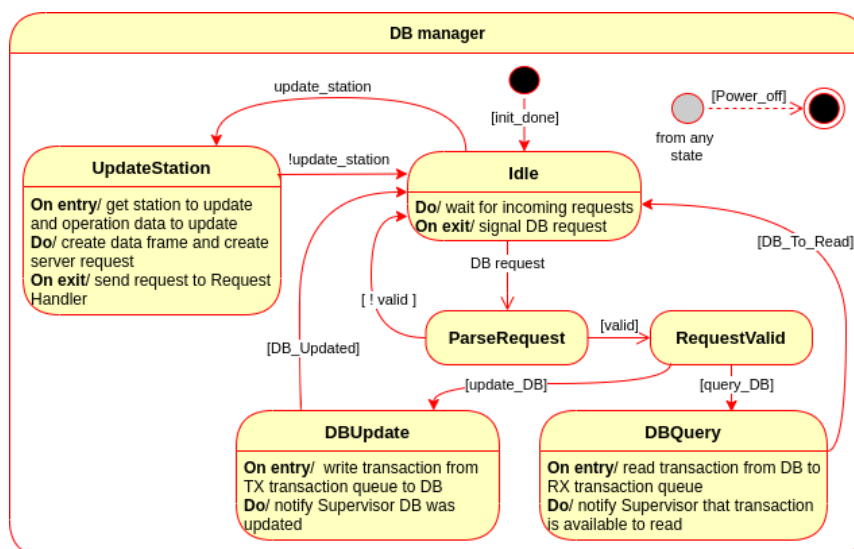 DB manager
update_station
[init_done]
[Power_off]
from any
state
UpdateStation
On entry/ get station to update
and operation data to update
Do/ create data frame and create
server request
On exit/ send request to Request
Handler
!update_station
Idle
Do/ wait for incoming requests
On exit/ signal DB request
[DB_To_Read]
DB request
[ ! valid ]
ParseRequest
[valid]
RequestValid
[DB_Updated]
[update_DB]
[query_DB]
DBUpdate
On entry/ write transaction from
TX transaction queue to DB
Do/ notify Supervisor DB was
updated
DBQuery
On entry/ read transaction from DB to
RX transaction queue
Do/ notify Supervisor that transaction
is available to read